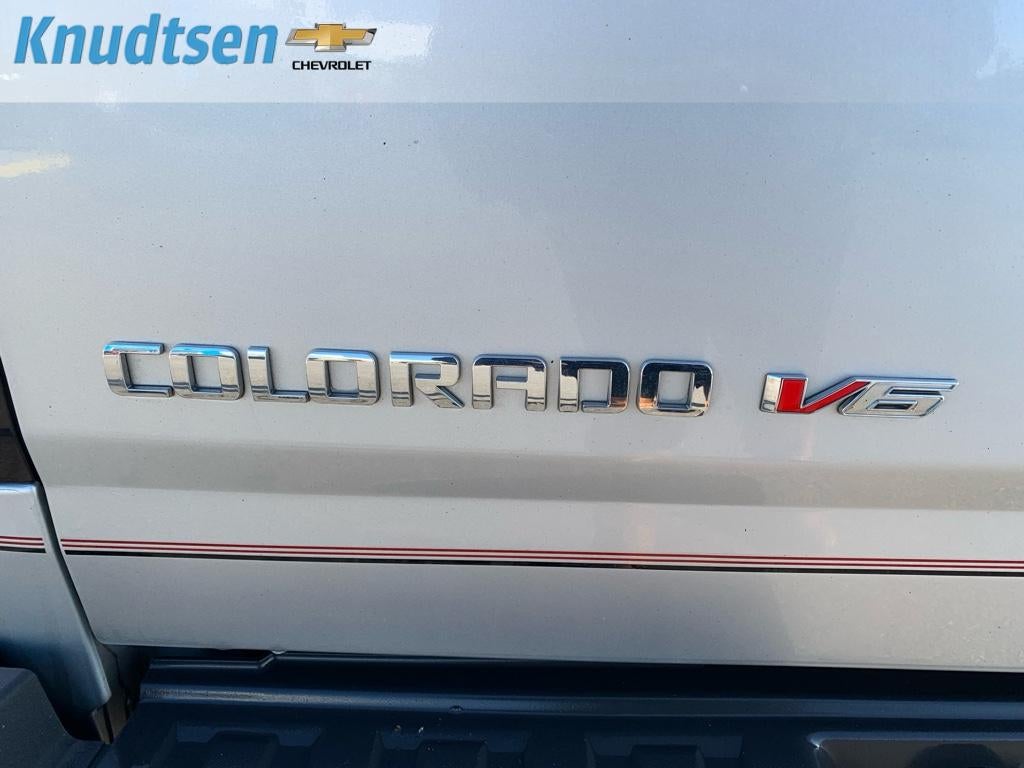 Knudtsen
CHEVROLET
COLORADO V6